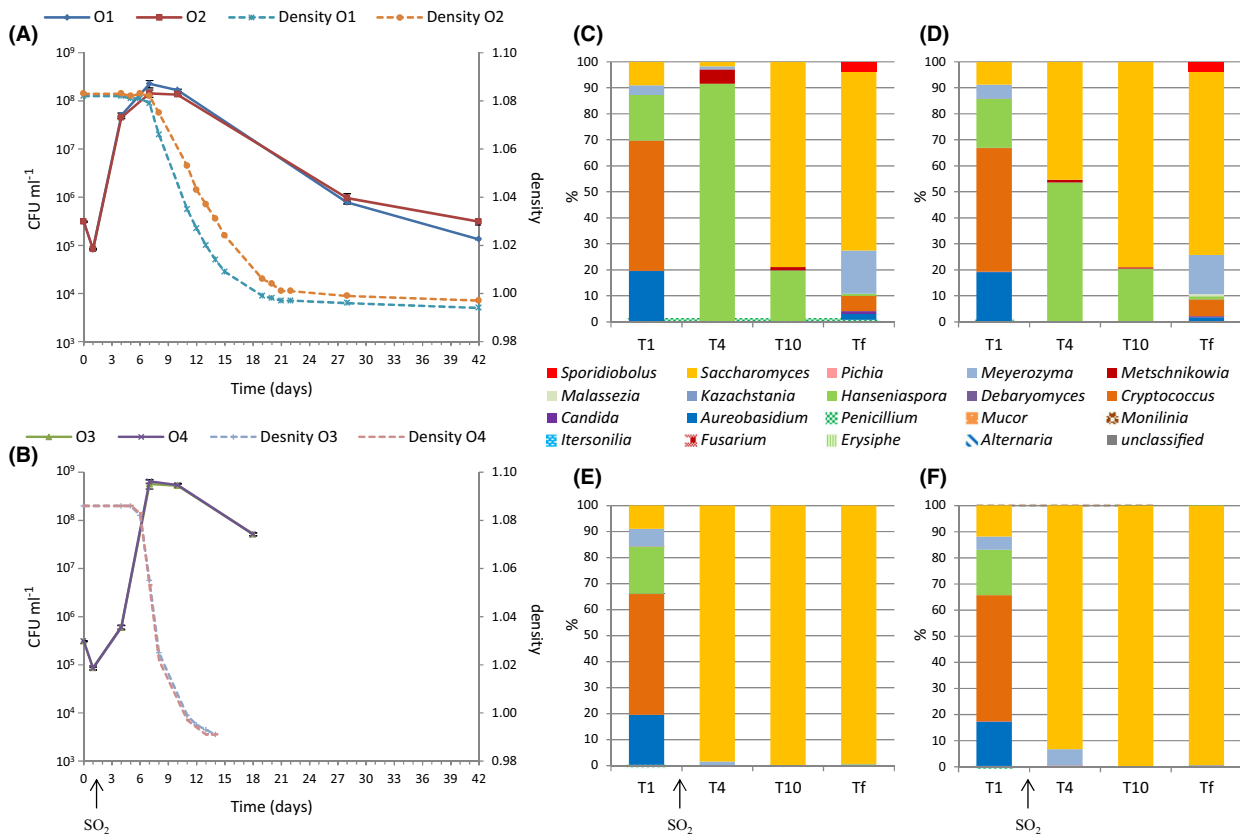 O1 O2 Density O1 Density O2
(A)
10⁹
10⁸
10⁷
10⁶
10⁵
10⁴
10³
CFU ml⁻¹
1.10
1.08
1.06
1.04
1.02
1.00
0.98
density
0 3 6 9 12 15 18 21 24 27 30 33 36 39 42
Time (days)
(C)
100
90
80
70
60
50
40
30
20
10
0
%
T1 T4 T10 Tf
(D)
100
90
80
70
60
50
40
30
20
10
0
%
T1 T4 T10 Tf
Sporidiobolus Saccharomyces Pichia Meyerozyma Metschnikowia
Malassezia Kazachstania Hanseniaspora Debaryomyces Cryptococcus
Candida Aureobasidium Penicillium Mucor Monilinia
Itersonilia Fusarium Erysiphe Alternaria unclassified
O3 O4 Desnity O3 Density O4
(B)
10⁹
10⁸
10⁷
10⁶
10⁵
10⁴
10³
CFU ml⁻¹
1.10
1.08
1.06
1.04
1.02
1.00
0.98
density
0 3 6 9 12 15 18 21 24 27 30 33 36 39 42
Time (days)
SO₂
(E)
100
90
80
70
60
50
40
30
20
10
0
%
T1 T4 T10 Tf
SO₂
(F)
100
90
80
70
60
50
40
30
20
10
0
%
T1 T4 T10 Tf
SO₂